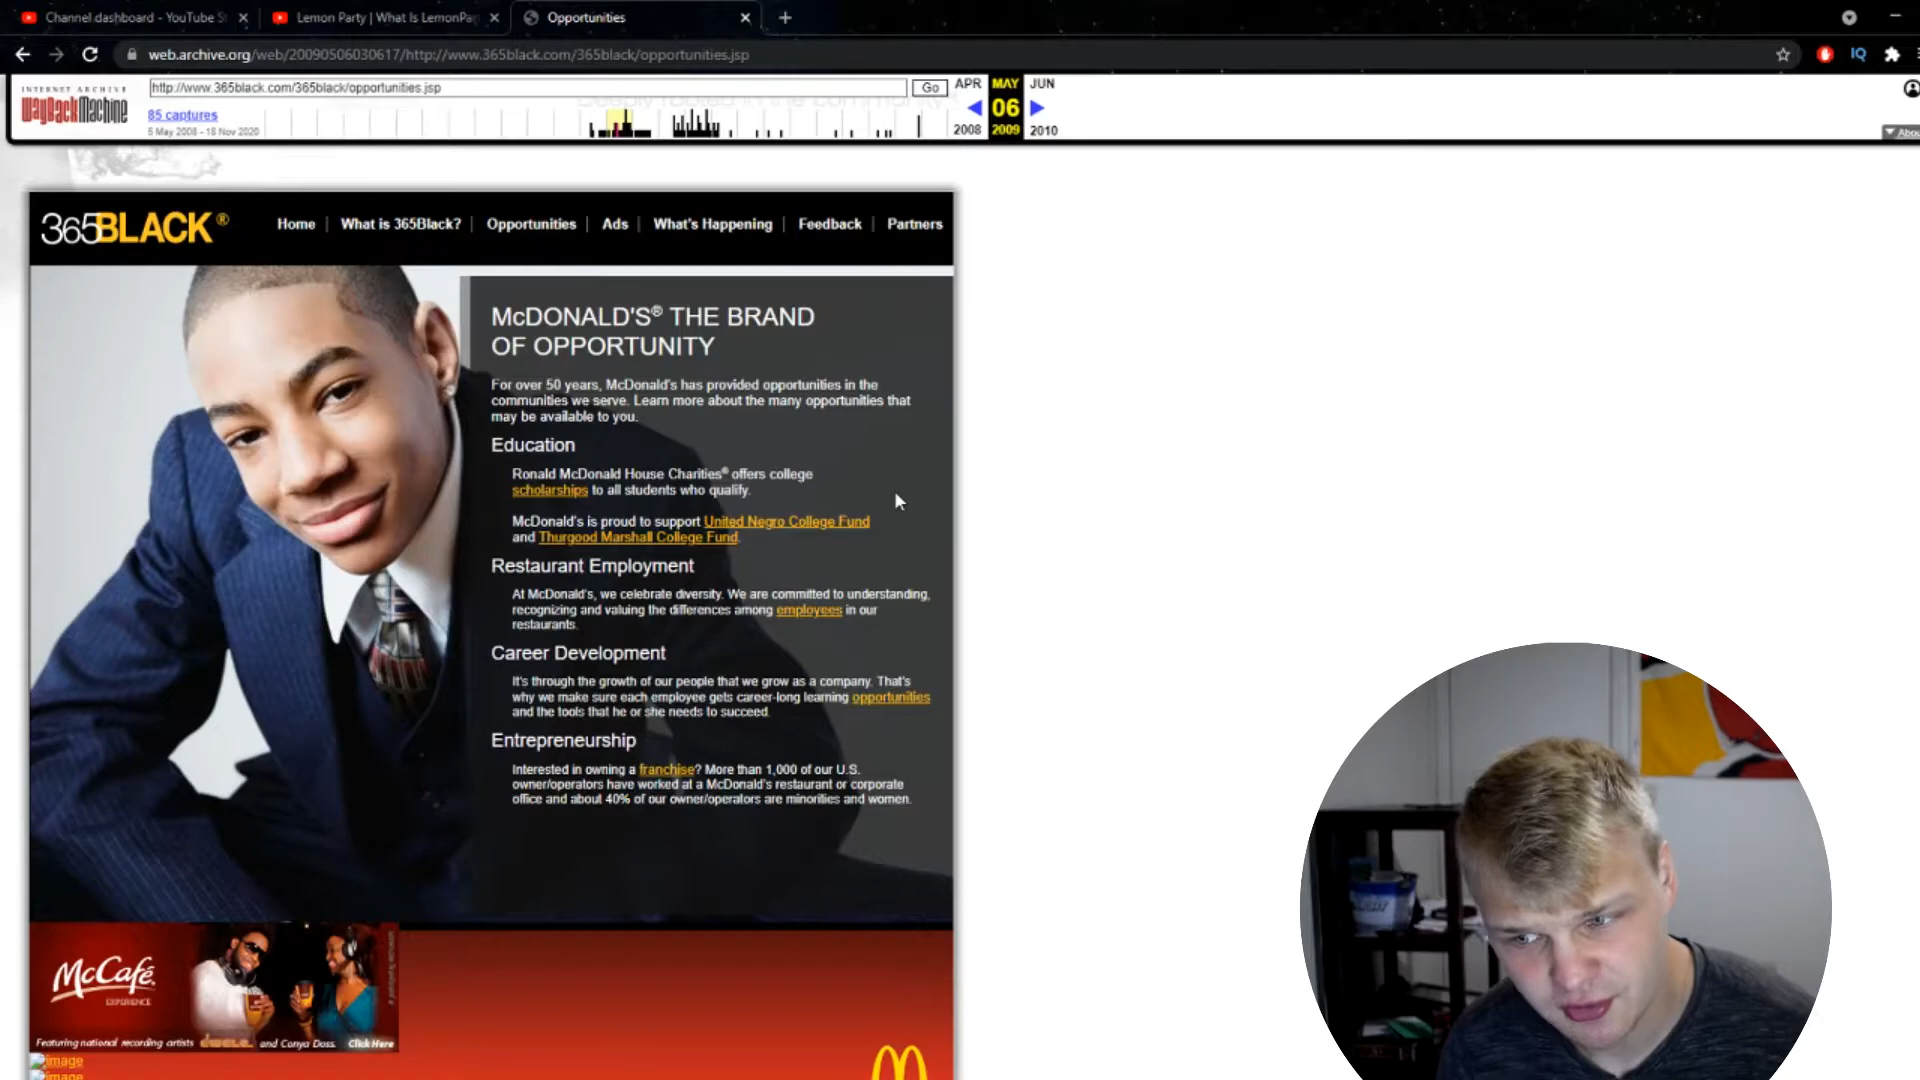 Channel dashboard - YouTube St
Lemon Party | What Is LemonPa
Opportunities
web.archive.org/web/20090506030617/http://www.365black.com/365black/opportunities.jsp
IQ
INTERNET ARCHIVE
WayBackMachine
http://www.365black.com/365black/opportunities.jsp
Go
APR MAY JUN
85 captures
06
5 May 2008 - 18 Nov 2020
2008 2009 2010
Abou
365BLACK®
Home | What is 365Black? | Opportunities | Ads | What's Happening | Feedback | Partners
McDONALD'S® THE BRAND
OF OPPORTUNITY
For over 50 years, McDonald's has provided opportunities in the
communities we serve. Learn more about the many opportunities that
may be available to you.
Education
Ronald McDonald House Charities® offers college
scholarships to all students who qualify.
McDonald's is proud to support United Negro College Fund
and Thurgood Marshall College Fund.
Restaurant Employment
At McDonald's, we celebrate diversity. We are committed to understanding,
recognizing and valuing the differences among employees in our
restaurants.
Career Development
It's through the growth of our people that we grow as a company. That's
why we make sure each employee gets career-long learning opportunities
and the tools that he or she needs to succeed.
Entrepreneurship
Interested in owning a franchise? More than 1,000 of our U.S.
owner/operators have worked at a McDonald's restaurant or corporate
office and about 40% of our owner/operators are minorities and women.
McCafé
EXPERIENCE
Featuring national recording artists dwele. and Conya Doss. Click Here
image
image